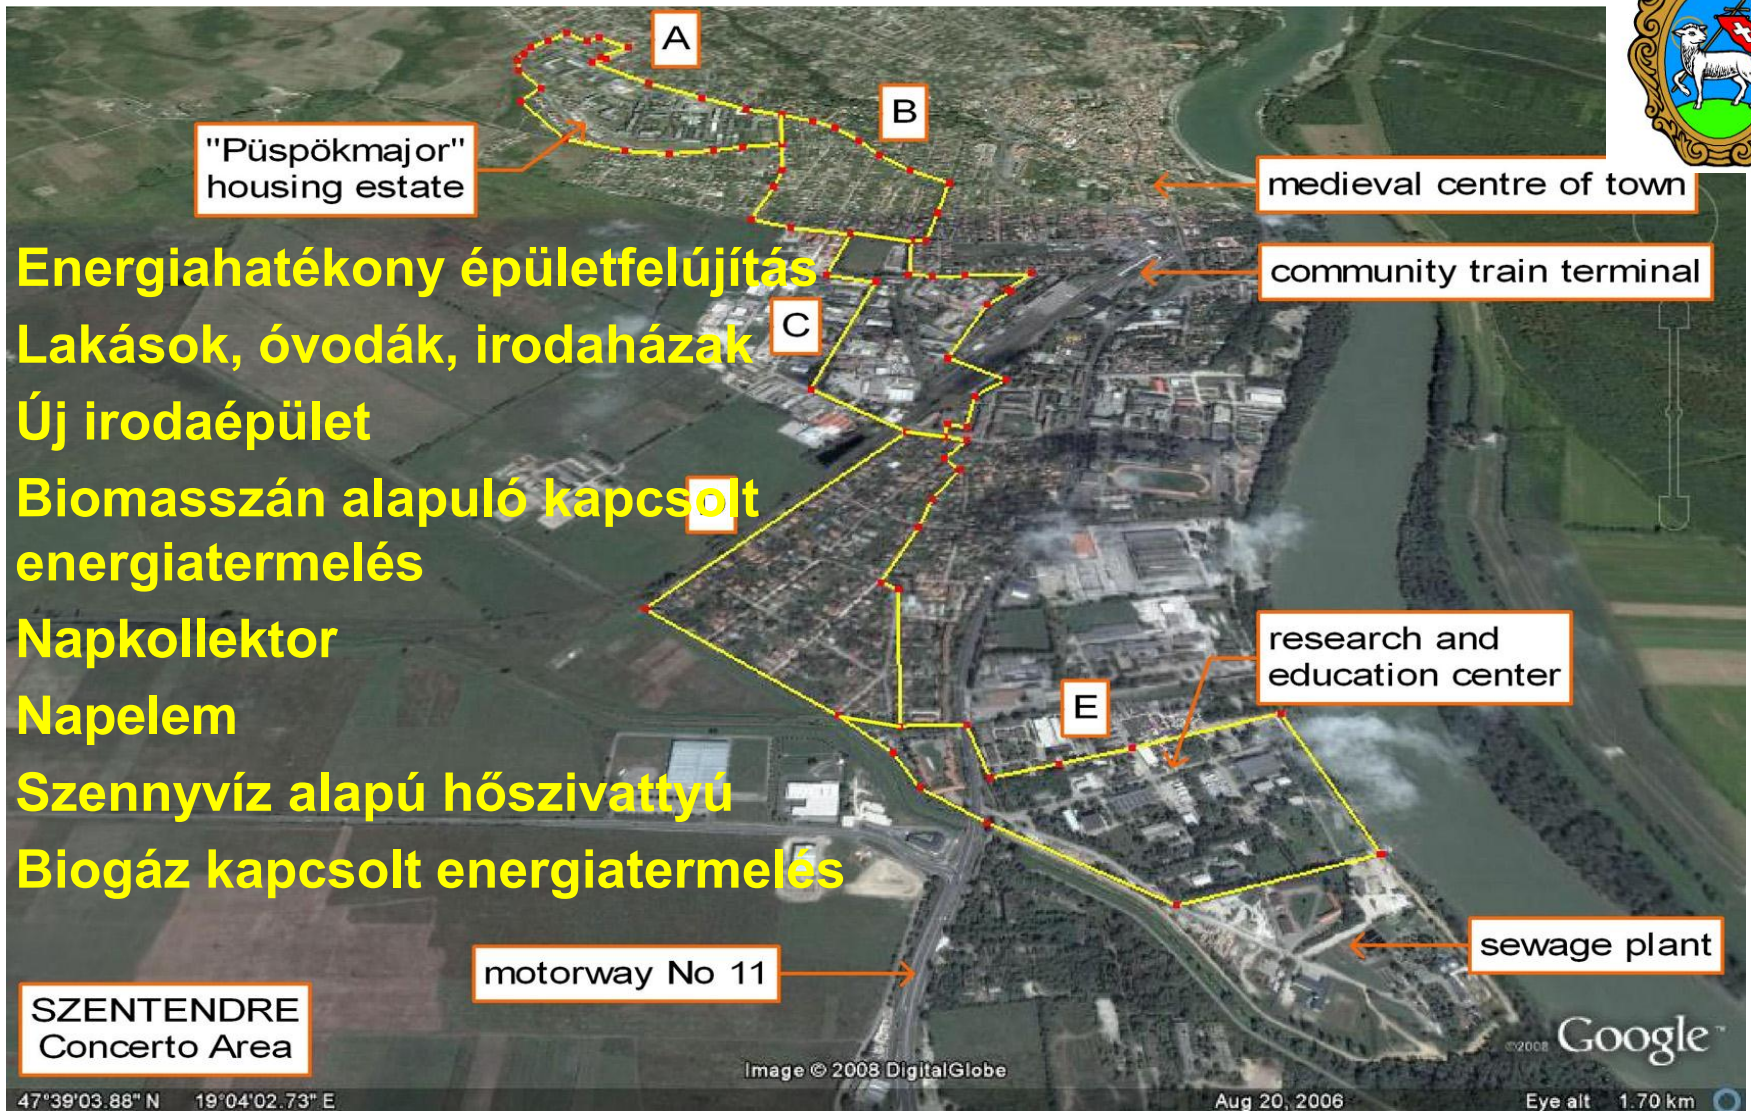 A
B
"Püspökmajor"
housing estate
medieval centre of town
community train terminal
Energiahatékony épületfelújítás
Lakások, óvodák, irodaházak
C
Új irodaépület
Biomasszán alapuló kapcsolt
energiatermelés
Napkollektor
Napelem
Szennyvíz alapú hőszivattyú
Biogáz kapcsolt energiatermelés
research and
education center
E
sewage plant
motorway No 11
SZENTENDRE
Concerto Area
©2008 Google™
Image © 2008 DigitalGlobe
47°39'03.88" N 19°04'02.73" E Aug 20, 2006 Eye alt 1.70 km